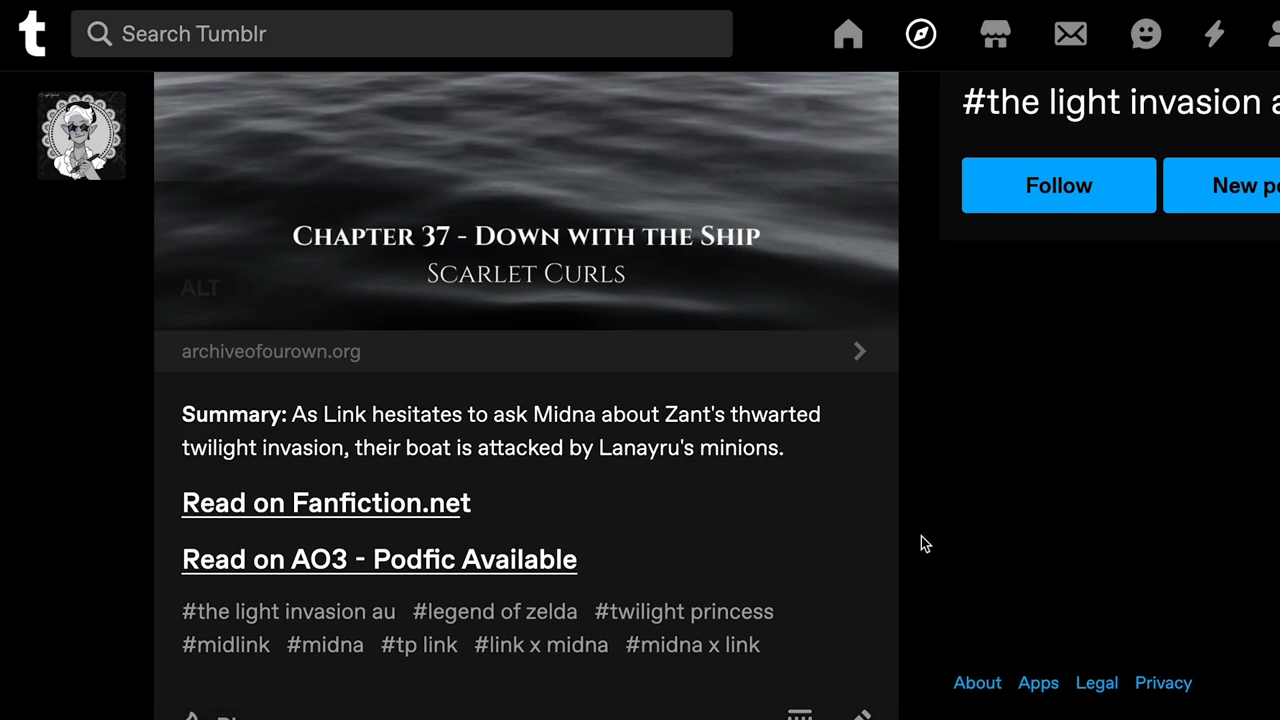 t
Search Tumblr
#the light invasion a
Follow
New po
CHAPTER 37 - DOWN WITH THE SHIP
SCARLET CURLS
ALT
archiveofourown.org
Summary: As Link hesitates to ask Midna about Zant's thwarted
twilight invasion, their boat is attacked by Lanayru's minions.
Read on Fanfiction.net
Read on AO3 - Podfic Available
#the light invasion au #legend of zelda #twilight princess
#midlink #midna #tp link #link x midna #midna x link
About Apps Legal Privacy